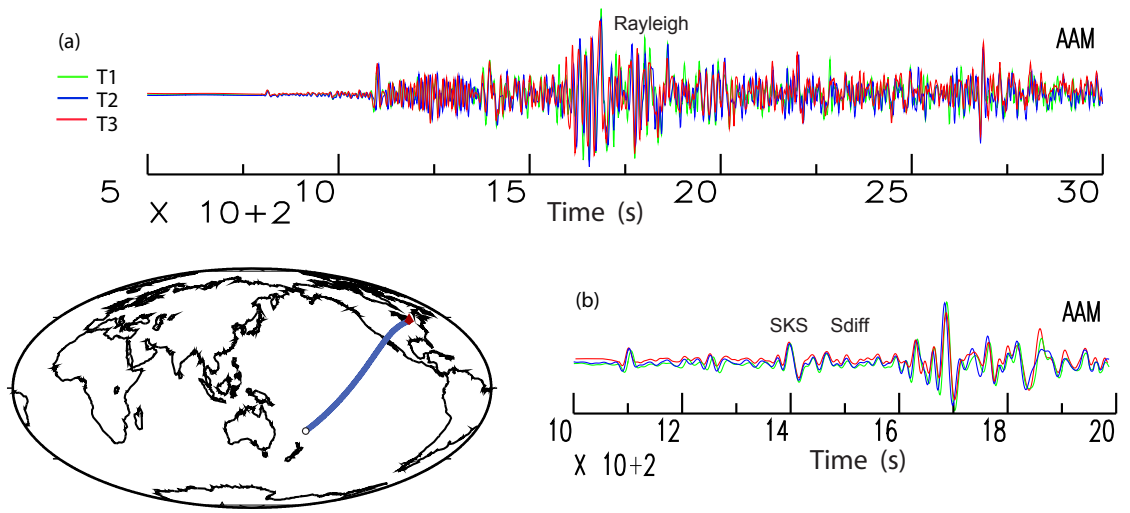 (a)
Rayleigh
AAM
T1
T2
T3
5 10 15 20 25 30
X 10+2
Time (s)
(b)
SKS Sdiff
AAM
10 12 14 16 18 20
X 10+2
Time (s)